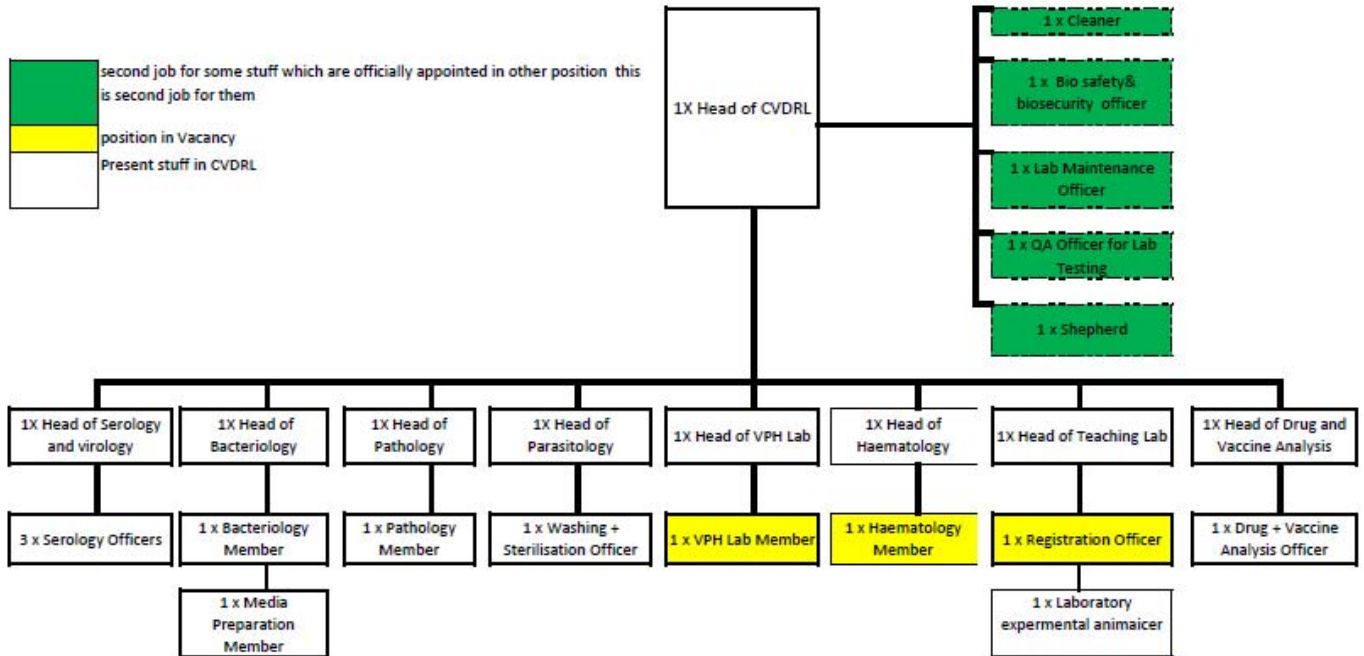 second job for some stuff which are officially appointed in other position this
is second job for them
position in Vacancy
Present stuff in CVDRL
1X Head of CVDRL
1 x Cleaner
1 x Bio safety&
biosecurity officer
1 x Lab Maintenance
Officer
1 x QA Officer for Lab
Testing
1 x Shepherd
1X Head of Serology
and virology
1X Head of
Bacteriology
1X Head of
Pathology
1X Head of
Parasitology
1X Head of VPH Lab
1X Head of
Haematology
1X Head of Teaching Lab
1X Head of Drug and
Vaccine Analysis
3 x Serology Officers
1 x Bacteriology
Member
1 x Pathology
Member
1 x Washing +
Sterilisation Officer
1 x VPH Lab Member
1 x Haematology
Member
1 x Registration Officer
1 x Drug + Vaccine
Analysis Officer
1 x Media
Preparation
Member
1 x Laboratory
expermental animaicer